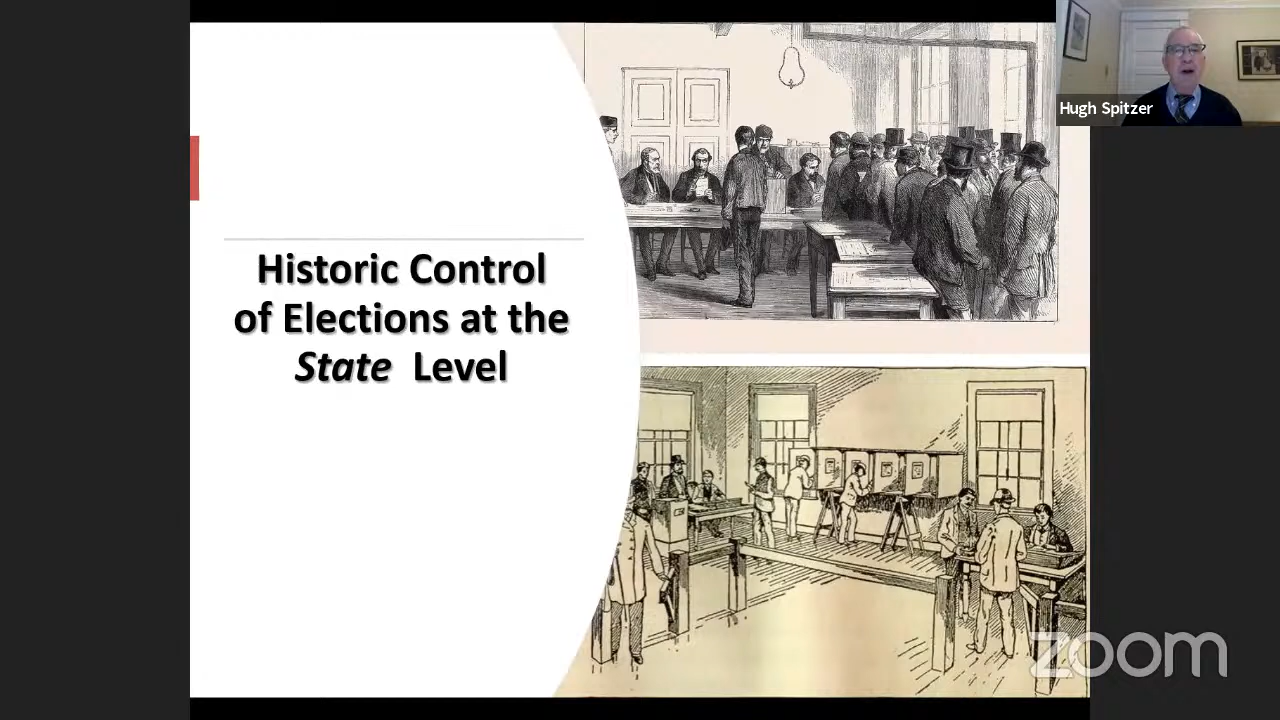 Hugh Spitzer
Historic Control
of Elections at the
State Level
zoom